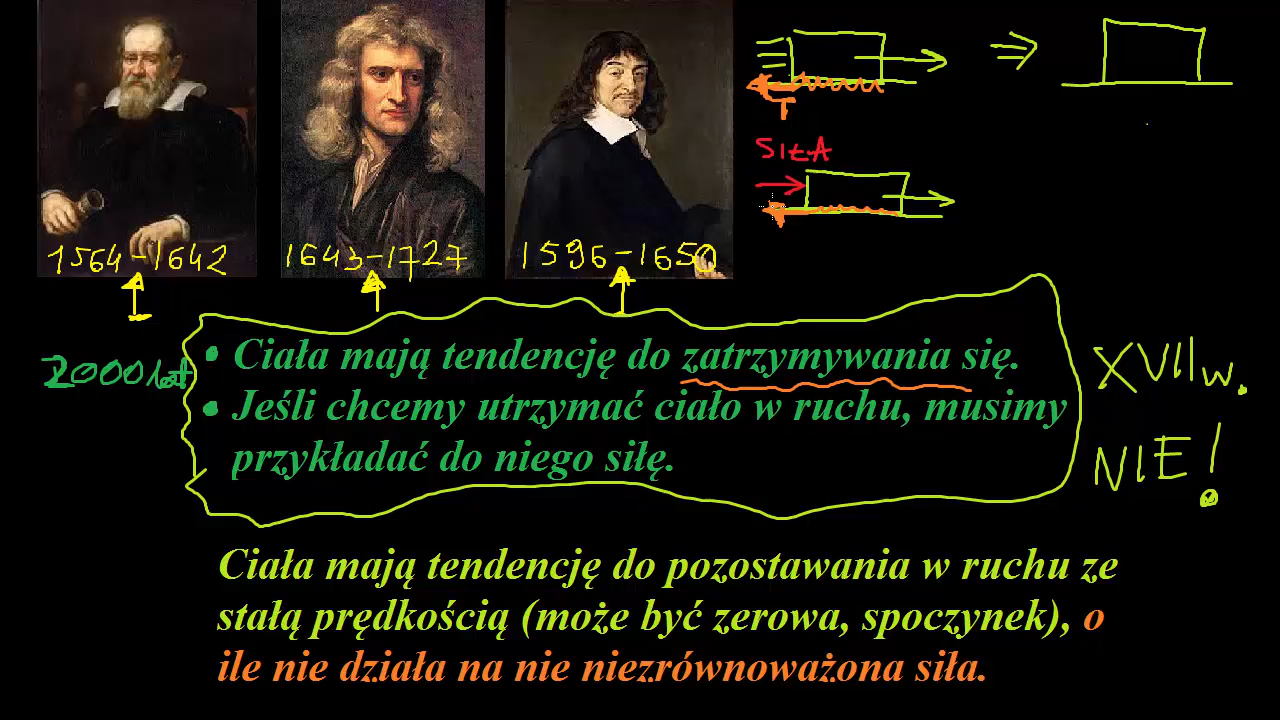 T
SIŁA
1564-1642
1643-1727
1596-1650
2000 lat
• Ciała mają tendencję do zatrzymywania się.
• Jeśli chcemy utrzymać ciało w ruchu, musimy
przykładać do niego siłę.
XVII w.
NIE!
Ciała mają tendencję do pozostawania w ruchu ze
stałą prędkością (może być zerowa, spoczynek), o
ile nie działa na nie niezrównoważona siła.